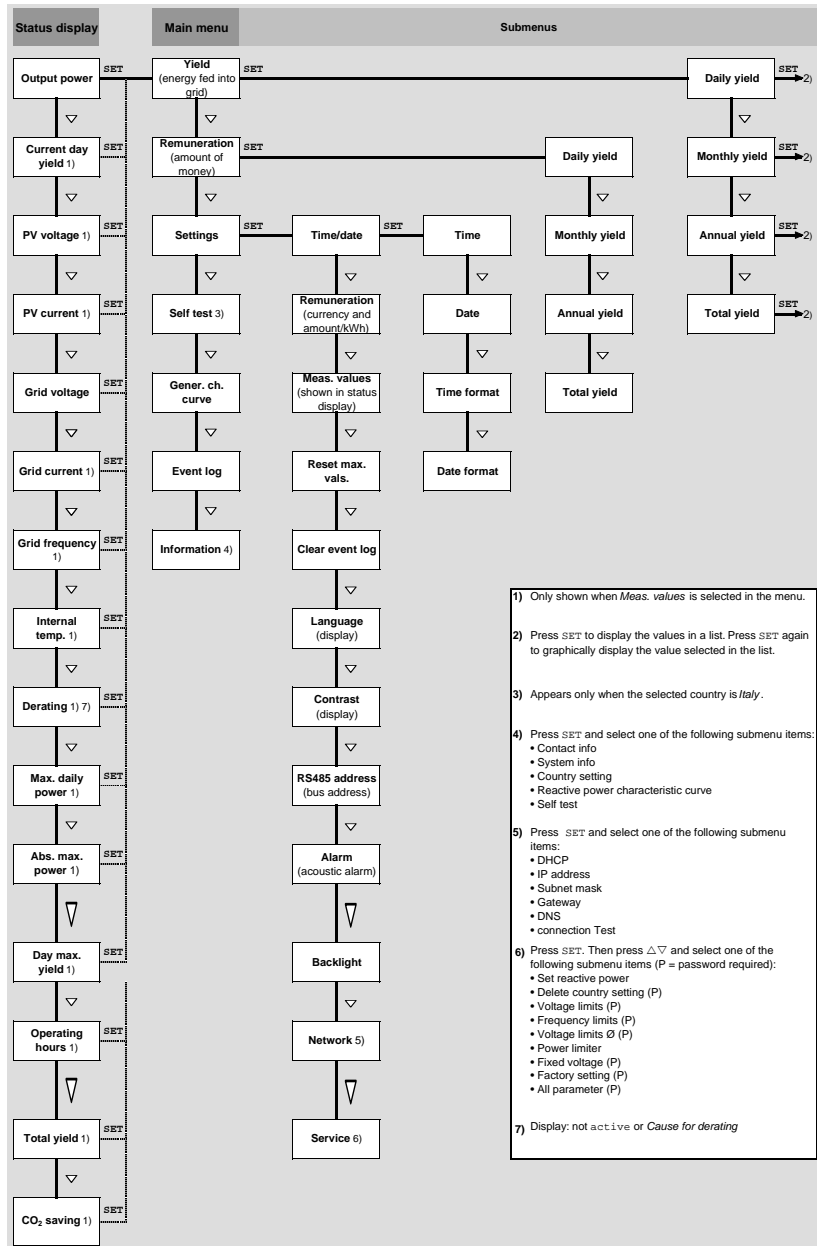 Status display
Main menu
Submenus
Output power
SET
Current day
yield 1)
SET
PV voltage 1)
SET
PV current 1)
SET
Grid voltage
SET
Grid current 1)
SET
Grid frequency
1)
SET
Internal
temp. 1)
SET
Derating 1) 7)
SET
Max. daily
power 1)
SET
Abs. max.
power 1)
SET
Day max.
yield 1)
SET
Operating
hours 1)
SET
Total yield 1)
SET
CO₂ saving 1)
SET
Yield
(energy fed into
grid)
SET
Remuneration
(amount of
money)
SET
Settings
SET
Self test 3)
Gener. ch.
curve
Event log
Information 4)
Time/date
SET
Remuneration
(currency and
amount/kWh)
Meas. values
(shown in status
display)
Reset max.
vals.
Clear event log
Language
(display)
Contrast
(display)
RS485 address
(bus address)
Alarm
(acoustic alarm)
Backlight
Network 5)
Service 6)
Time
Date
Time format
Date format
Daily yield
Monthly yield
Annual yield
Total yield
Daily yield
SET
2)
Monthly yield
SET
2)
Annual yield
SET
2)
Total yield
SET
2)
1) Only shown when Meas. values is selected in the menu.
2) Press SET to display the values in a list. Press SET again
to graphically display the value selected in the list.
3) Appears only when the selected country is Italy.
4) Press SET and select one of the following submenu items:
• Contact info
• System info
• Country setting
• Reactive power characteristic curve
• Self test
5) Press SET and select one of the following submenu
items:
• DHCP
• IP address
• Subnet mask
• Gateway
• DNS
• connection Test
6) Press SET. Then press △▽ and select one of the
following submenu items (P = password required):
• Set reactive power
• Delete country setting (P)
• Voltage limits (P)
• Frequency limits (P)
• Voltage limits Ø (P)
• Power limiter
• Fixed voltage (P)
• Factory setting (P)
• All parameter (P)
7) Display: not active or Cause for derating